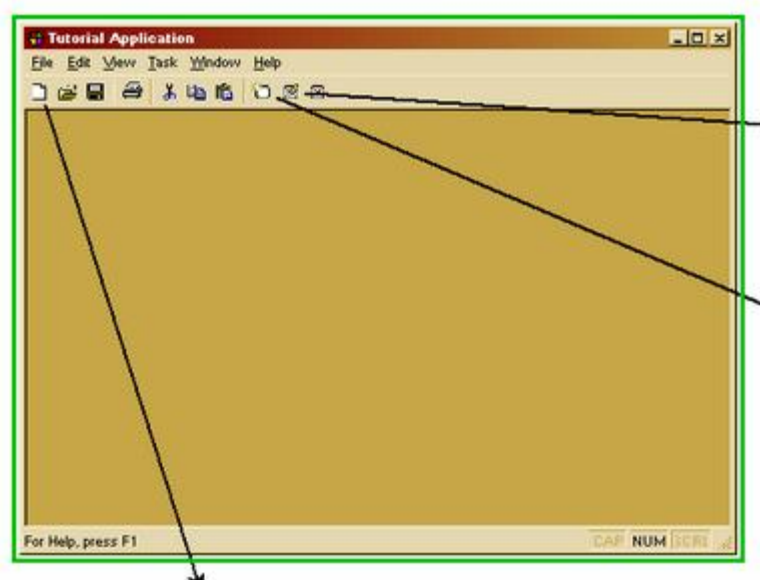 Tutorial Application
File Edit View Task Window Help
For Help, press F1 CAP NUM SCRL